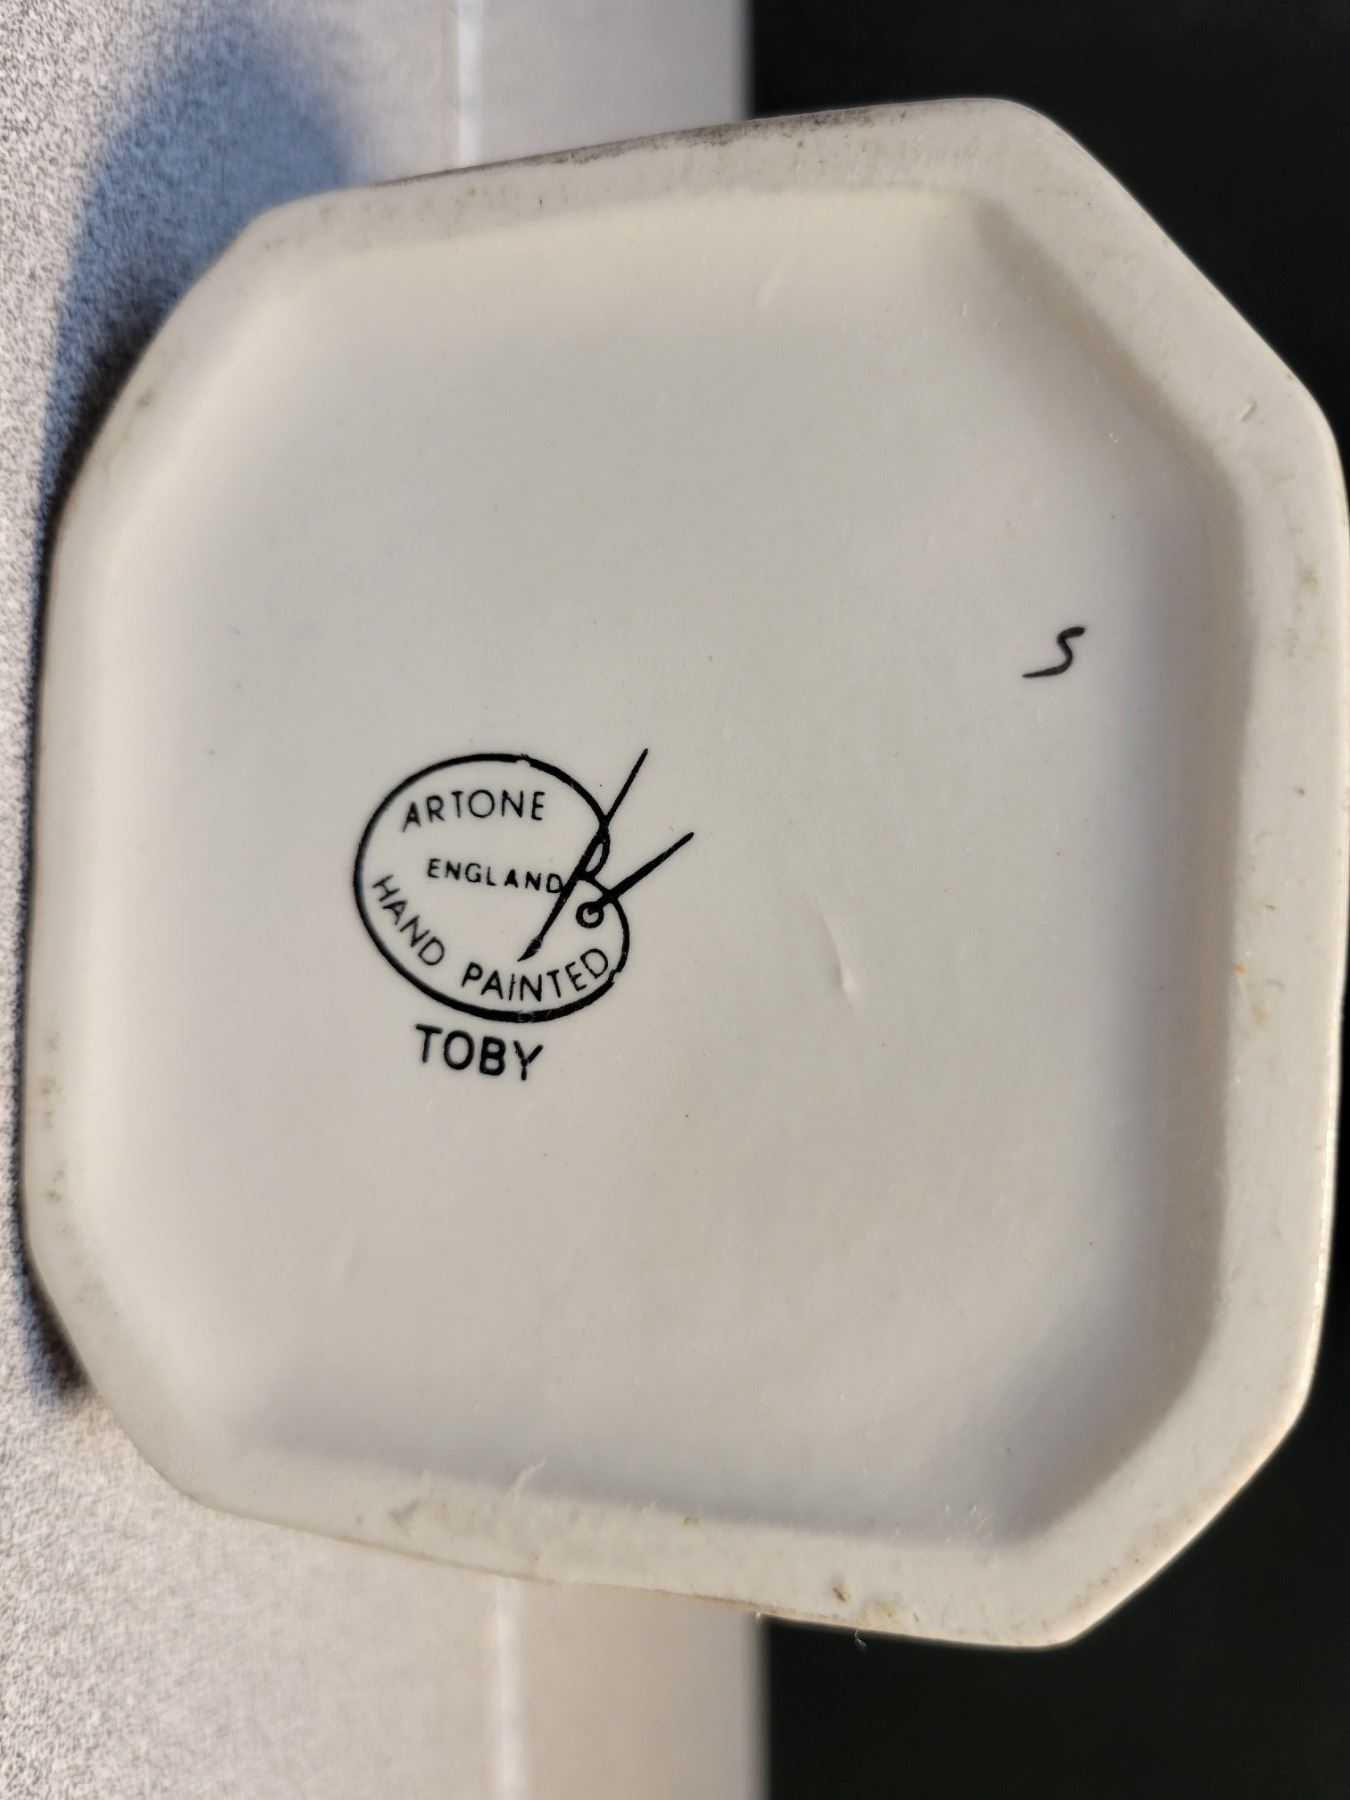 ARTONE
ENGLAND
HAND PAINTED
TOBY
S